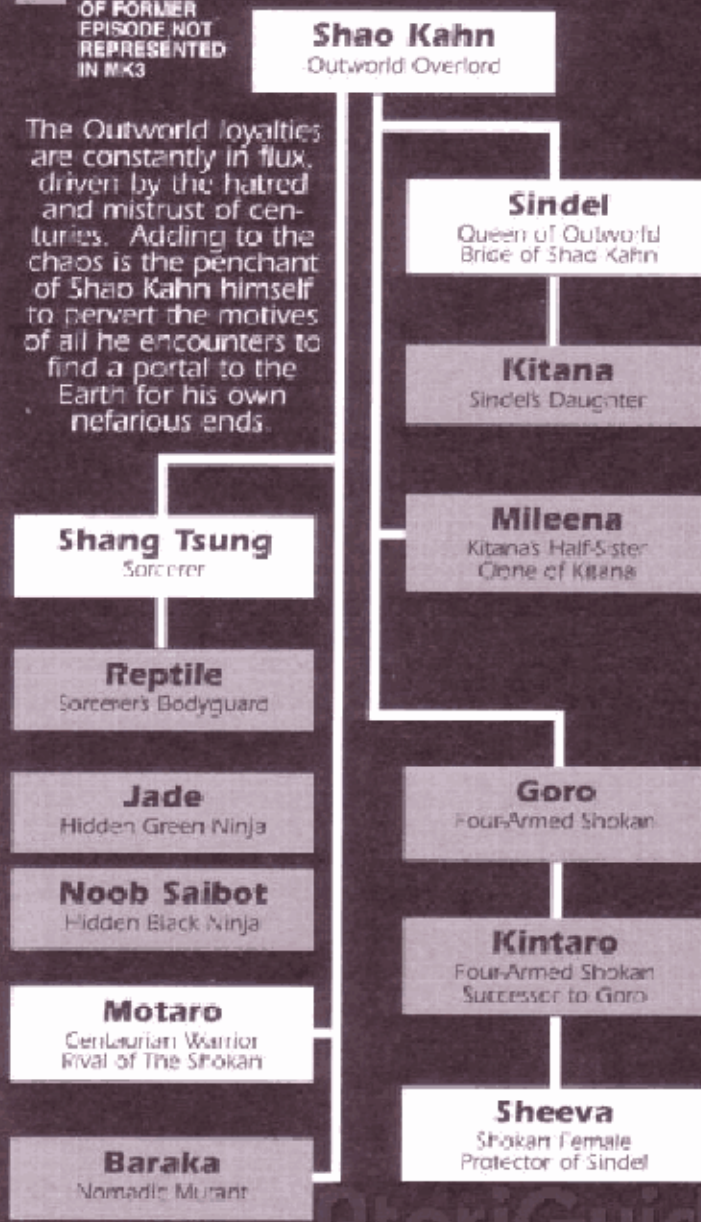 OF FORMER
EPISODE NOT
REPRESENTED
IN MK3
Shao Kahn
Outworld Overlord
The Outworld loyalties
are constantly in flux,
driven by the hatred
and mistrust of cen-
turies. Adding to the
chaos is the penchant
of Shao Kahn himself
to pervert the motives
of all he encounters to
find a portal to the
Earth for his own
nefarious ends.
Sindel
Queen of Outworld
Bride of Shao Kahn
Kitana
Sindel's Daughter
Mileena
Kitana's Half-Sister
Clone of Kitana
Shang Tsung
Sorcerer
Reptile
Sorcerer's Bodyguard
Jade
Hidden Green Ninja
Noob Saibot
Hidden Black Ninja
Motaro
Centaurian Warrior
Rival of The Shokan
Baraka
Nomadic Mutant
Goro
Four-Armed Shokan
Kintaro
Four-Armed Shokan
Successor to Goro
Sheeva
Shokan Female
Protector of Sindel